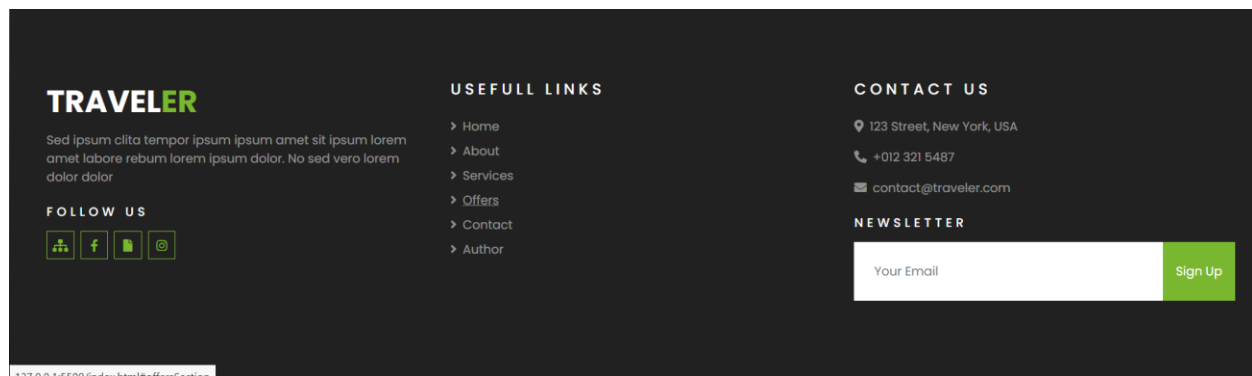 TRAVELER
Sed ipsum clita tempor ipsum ipsum amet sit ipsum lorem
amet labore rebum lorem ipsum dolor. No sed vero lorem
dolor dolor
FOLLOW US
USEFULL LINKS
Home
About
Services
Offers
Contact
Author
CONTACT US
123 Street, New York, USA
+012 321 5487
contact@traveler.com
NEWSLETTER
Your Email
Sign Up